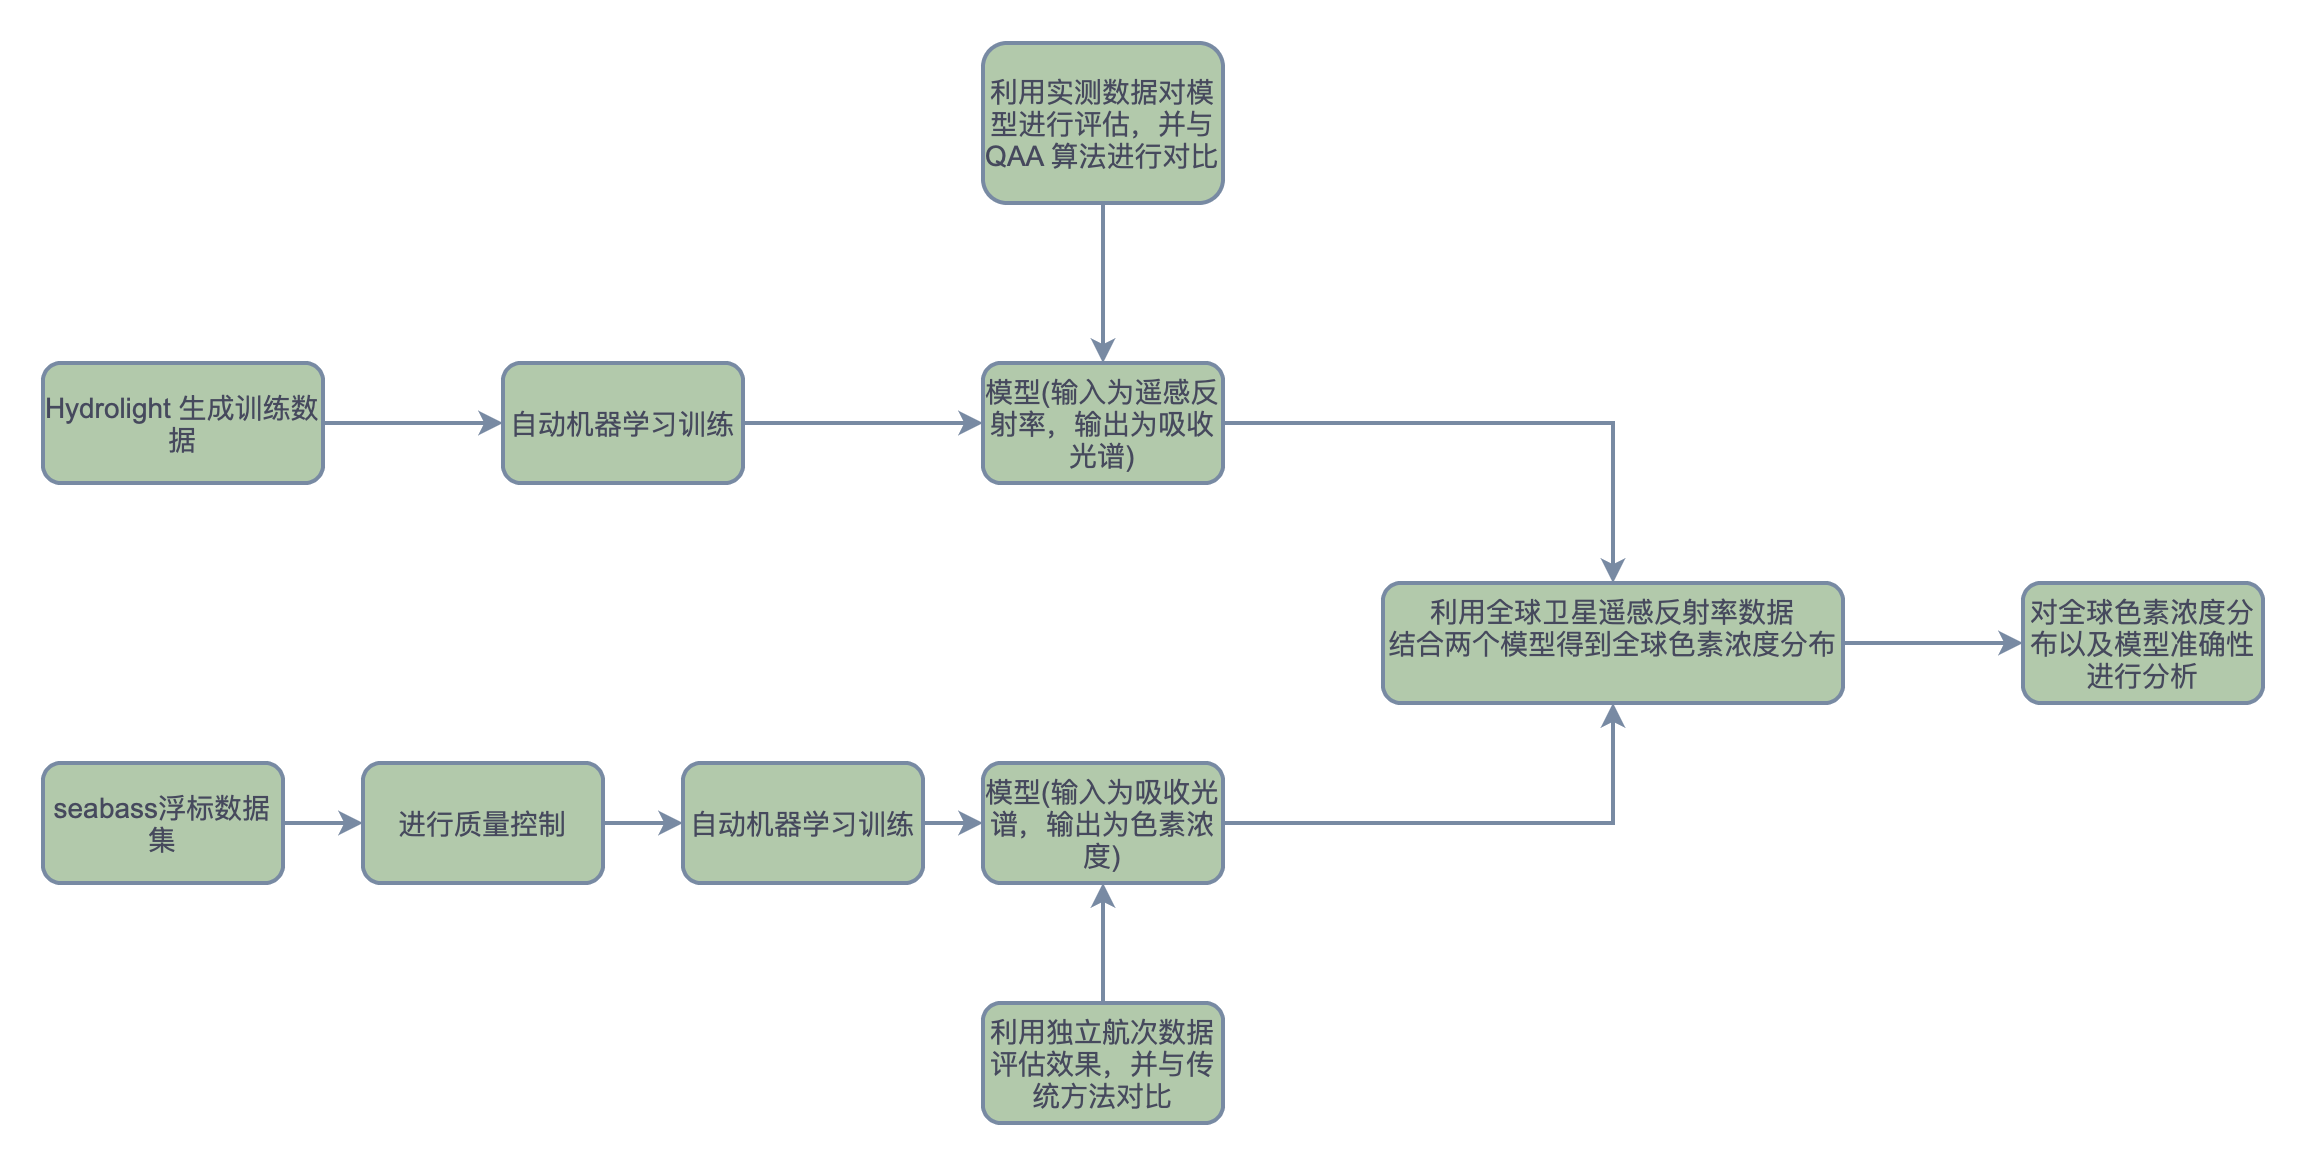 利用实测数据对模
型进行评估，并与
QAA 算法进行对比
Hydrolight 生成训练数
据
自动机器学习训练
模型(输入为遥感反
射率，输出为吸收
光谱)
利用全球卫星遥感反射率数据
结合两个模型得到全球色素浓度分布
对全球色素浓度分
布以及模型准确性
进行分析
seabass浮标数据
集
进行质量控制
自动机器学习训练
模型(输入为吸收光
谱，输出为色素浓
度)
利用独立航次数据
评估效果，并与传
统方法对比